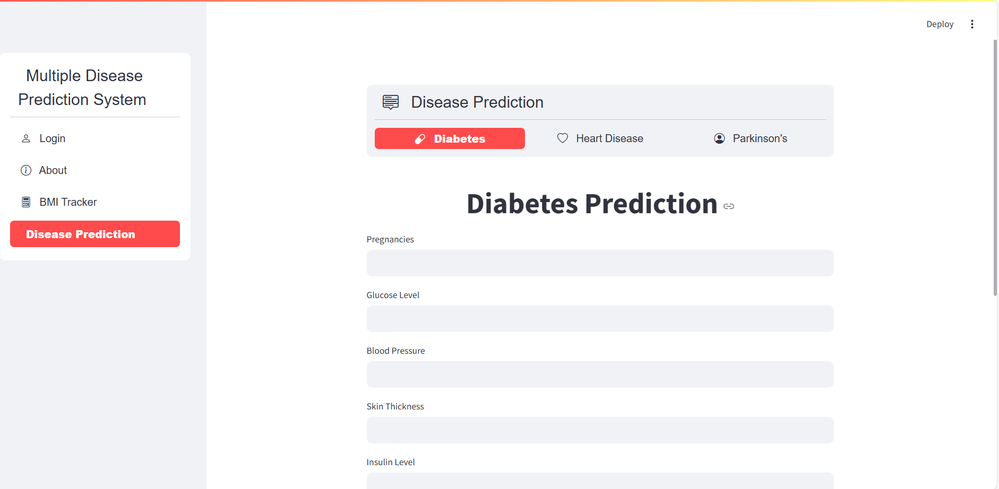 Deploy
Multiple Disease
Prediction System
Login
About
BMI Tracker
Disease Prediction
Disease Prediction
Diabetes
Heart Disease
Parkinson's
Diabetes Prediction
Pregnancies
Glucose Level
Blood Pressure
Skin Thickness
Insulin Level